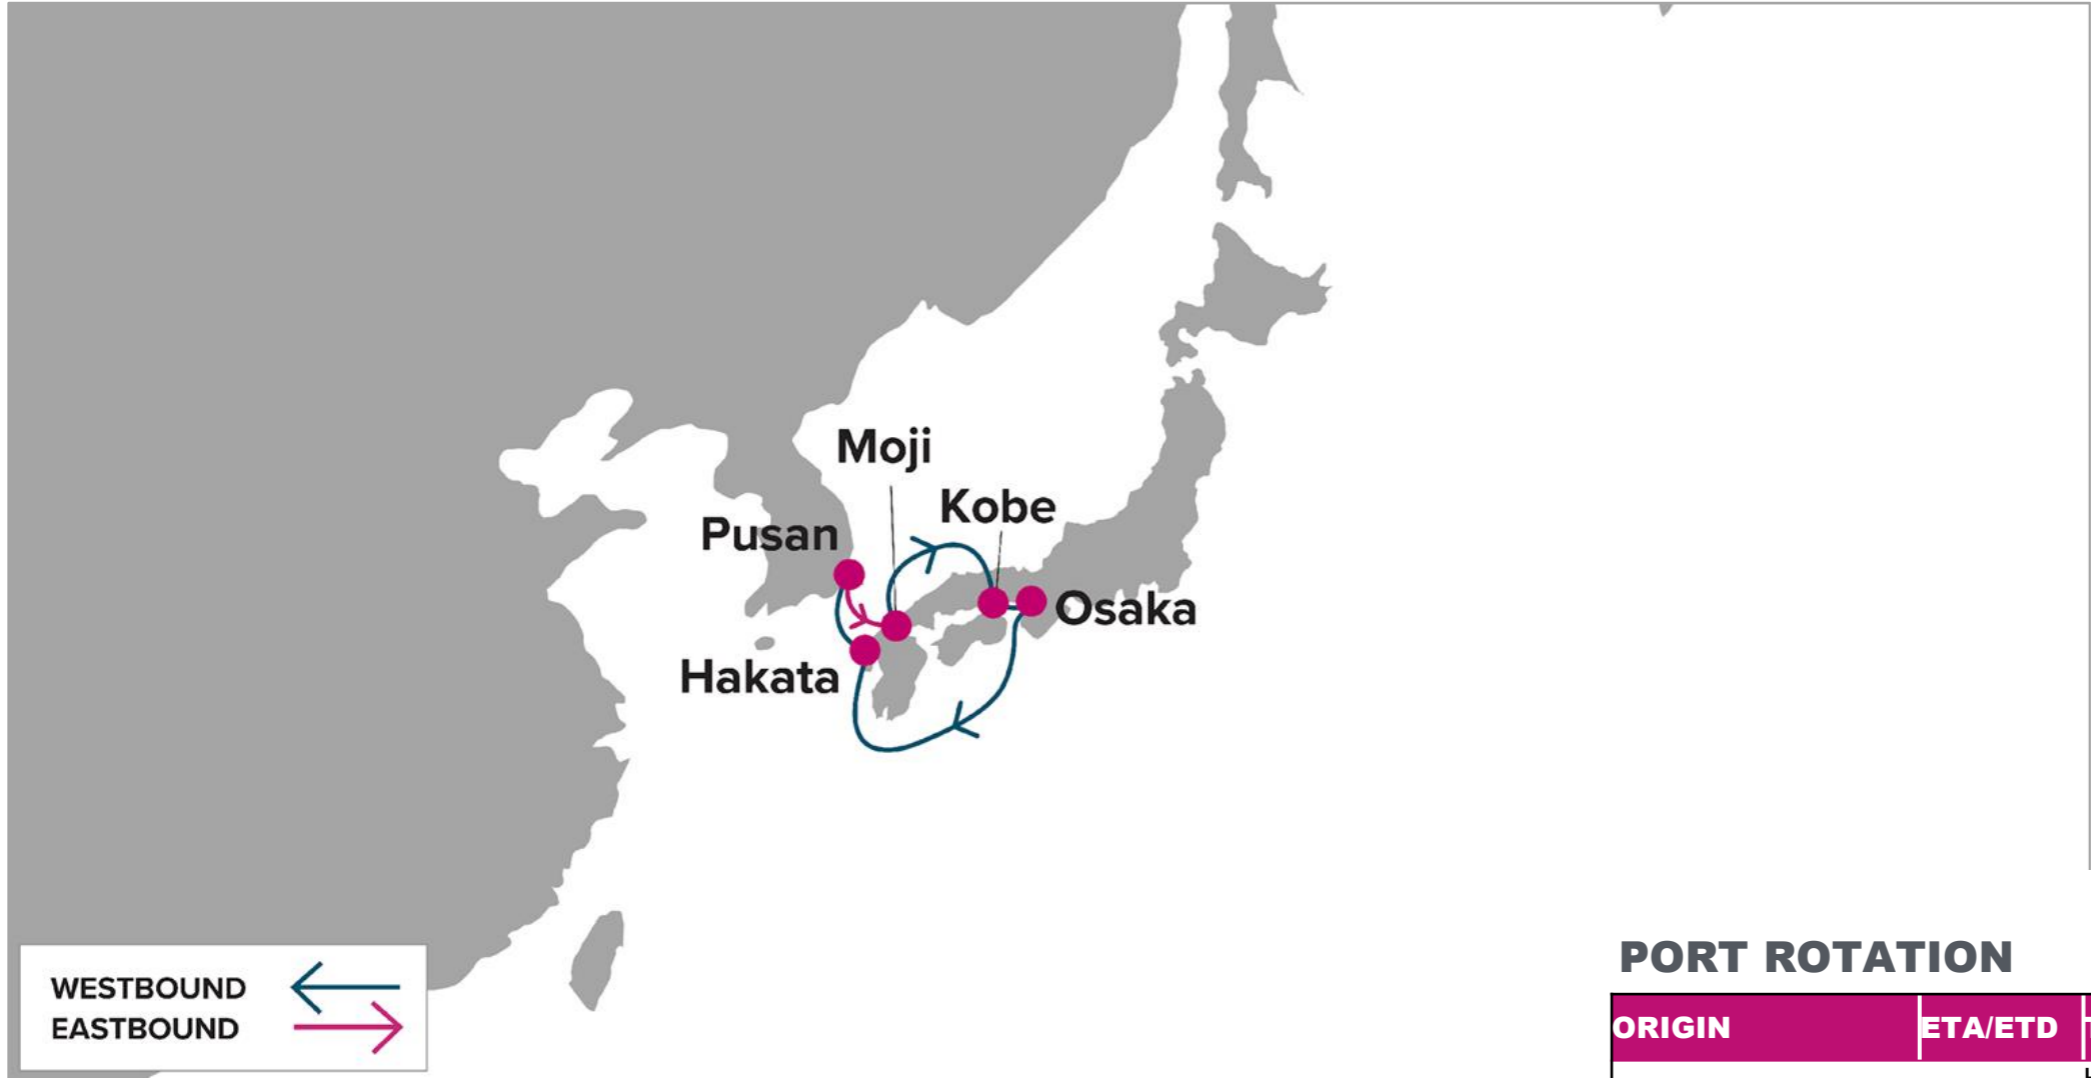 Moji
Kobe
Pusan
Osaka
Hakata
WESTBOUND
EASTBOUND
PORT ROTATION
ORIGIN ETA/ETD